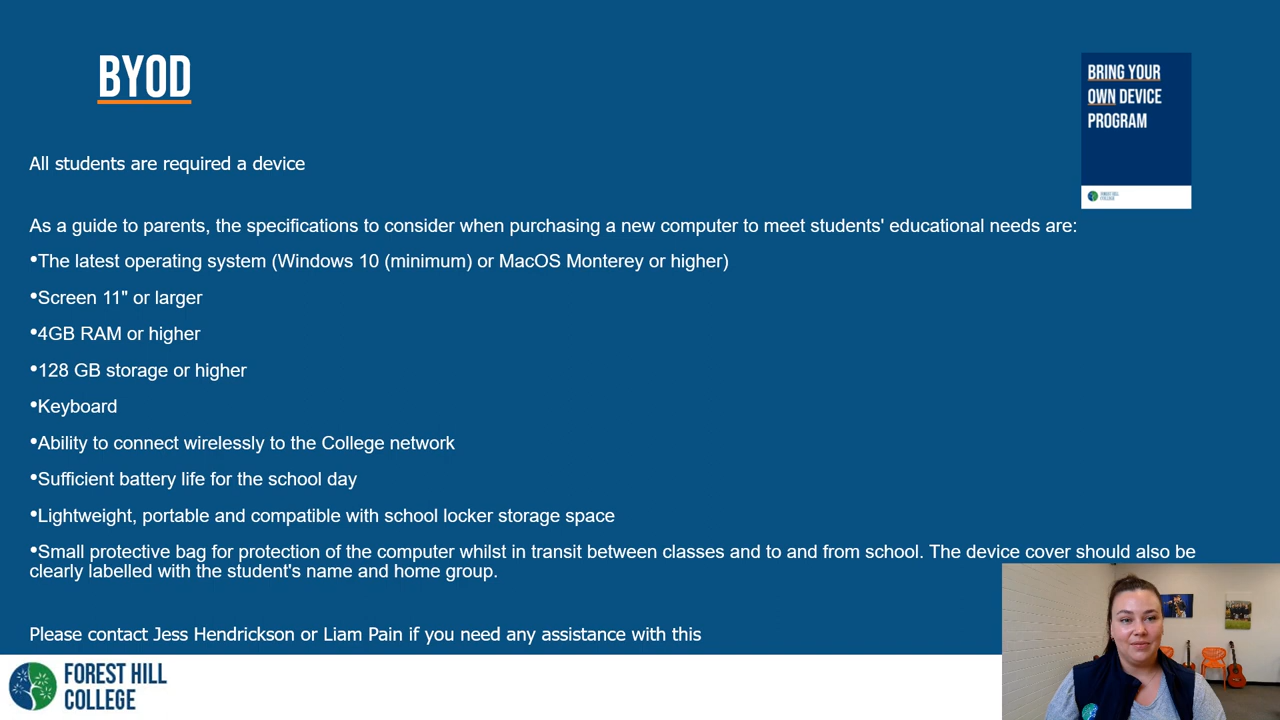 BYOD
BRING YOUR
OWN DEVICE
PROGRAM
FOREST HILL
COLLEGE
All students are required a device
As a guide to parents, the specifications to consider when purchasing a new computer to meet students' educational needs are:
•The latest operating system (Windows 10 (minimum) or MacOS Monterey or higher)
•Screen 11" or larger
•4GB RAM or higher
•128 GB storage or higher
•Keyboard
•Ability to connect wirelessly to the College network
•Sufficient battery life for the school day
•Lightweight, portable and compatible with school locker storage space
•Small protective bag for protection of the computer whilst in transit between classes and to and from school. The device cover should also be
clearly labelled with the student's name and home group.
Please contact Jess Hendrickson or Liam Pain if you need any assistance with this
FOREST HILL
COLLEGE